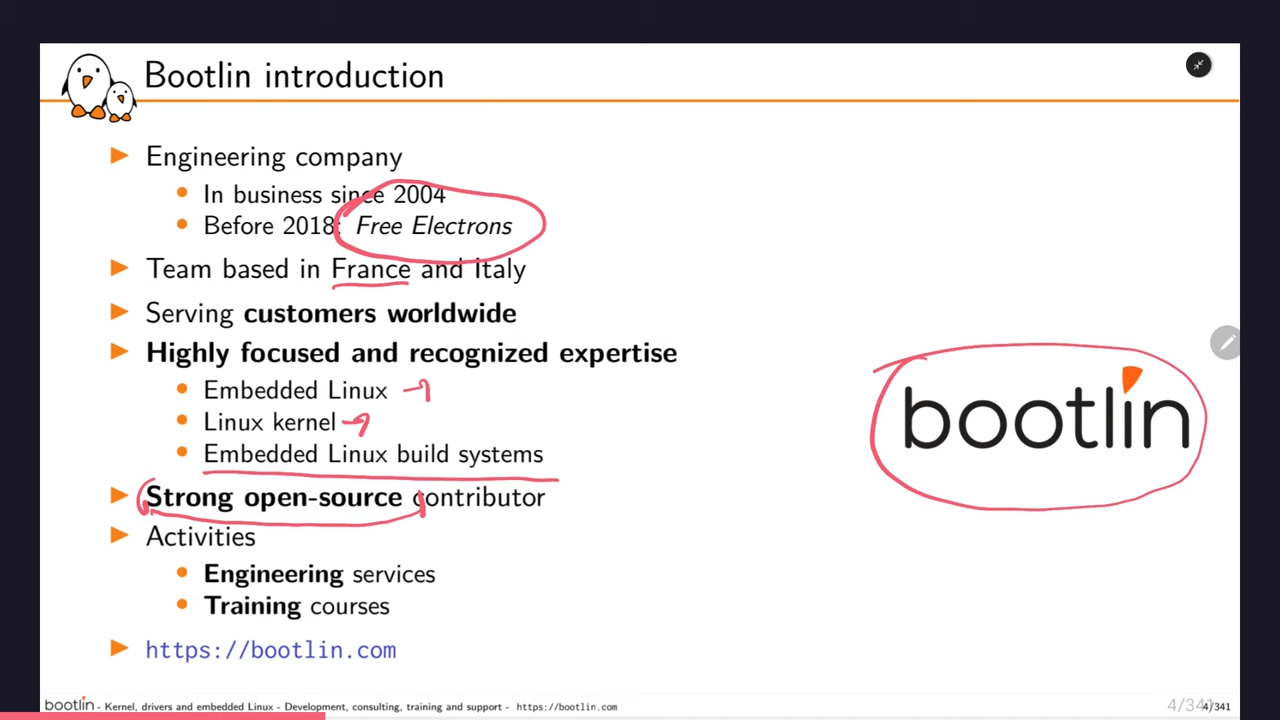 Bootlin introduction
▶ Engineering company
• In business since 2004
• Before 2018: Free Electrons
▶ Team based in France and Italy
▶ Serving customers worldwide
▶ Highly focused and recognized expertise
• Embedded Linux
• Linux kernel
• Embedded Linux build systems
▶ Strong open-source contributor
▶ Activities
• Engineering services
• Training courses
▶ https://bootlin.com
bootlin
bootlin - Kernel, drivers and embedded Linux - Development, consulting, training and support - https://bootlin.com
4/341
4/341